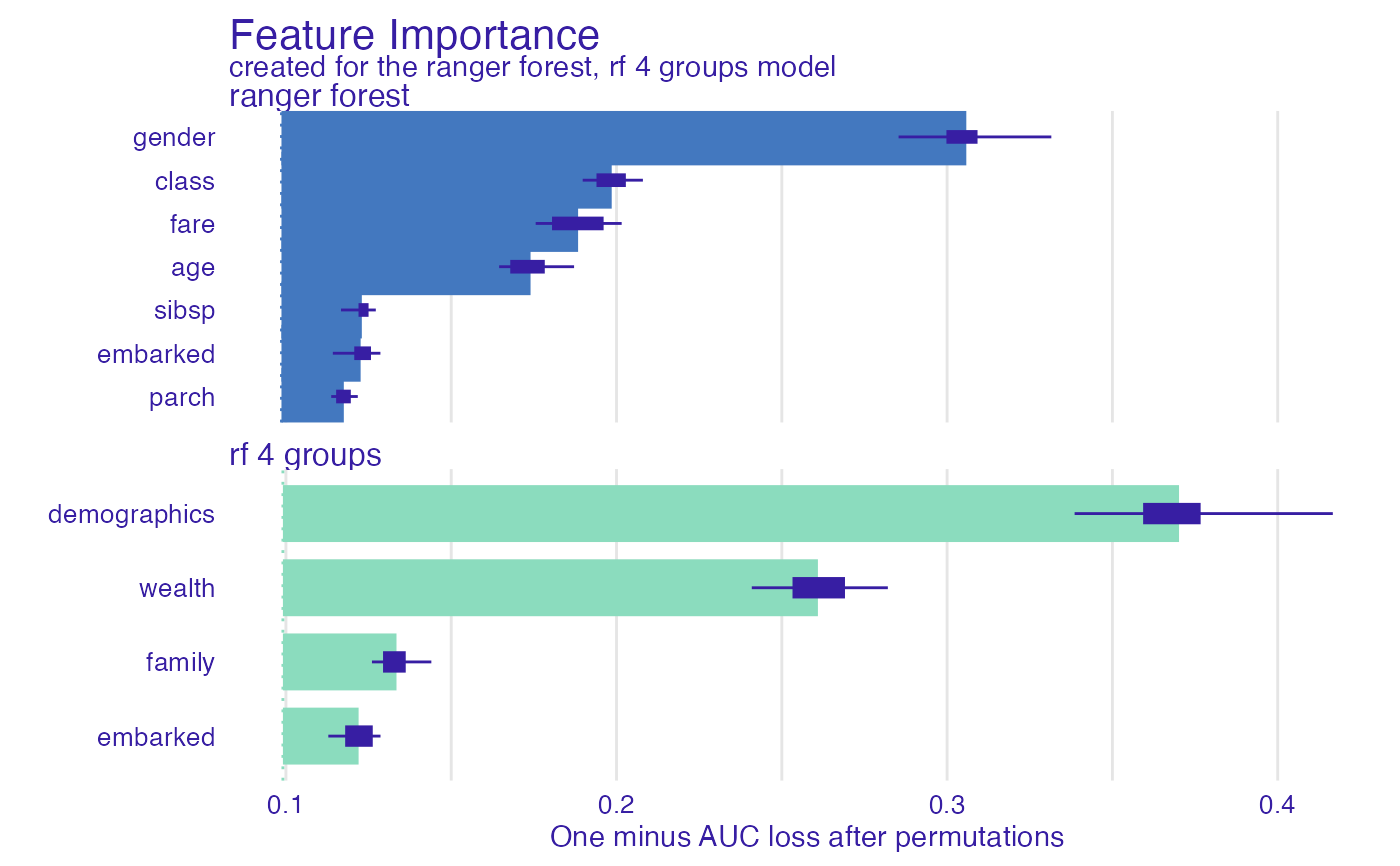 Feature Importance
created for the ranger forest, rf 4 groups model
ranger forest
gender
class
fare
age
sibsp
embarked
parch
rf 4 groups
demographics
wealth
family
embarked
0.1 0.2 0.3 0.4
One minus AUC loss after permutations